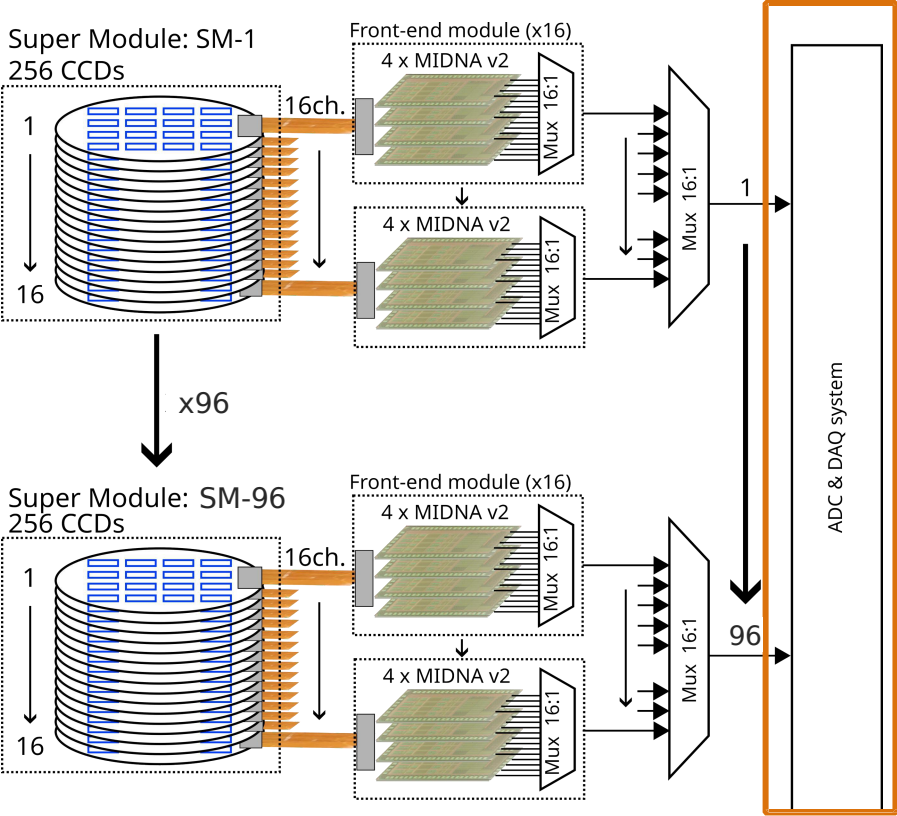 Super Module: SM-1
256 CCDs
1
16
16ch.
Front-end module (x16)
4 x MIDNA v2
Mux 16:1
4 x MIDNA v2
Mux 16:1
Mux 16:1
1
x96
ADC & DAQ system
Super Module: SM-96
256 CCDs
1
16
16ch.
Front-end module (x16)
4 x MIDNA v2
Mux 16:1
4 x MIDNA v2
Mux 16:1
Mux 16:1
96